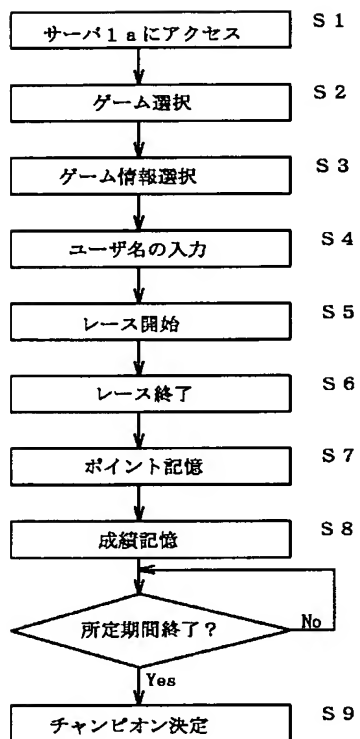 サーバ1aにアクセス S1
ゲーム選択 S2
ゲーム情報選択 S3
ユーザ名の入力 S4
レース開始 S5
レース終了 S6
ポイント記憶 S7
成績記憶 S8
所定期間終了? No
Yes
チャンピオン決定 S9